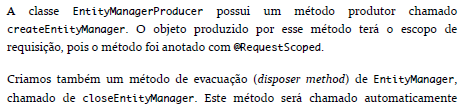 A classe EntityManagerProducer possui um método produtor chamado
createEntityManager. O objeto produzido por esse método terá o escopo de
requisição, pois o método foi anotado com @RequestScoped.
Criamos também um método de evacuação (disposer method) de EntityManager,
chamado de closeEntityManager. Este método será chamado automaticamente